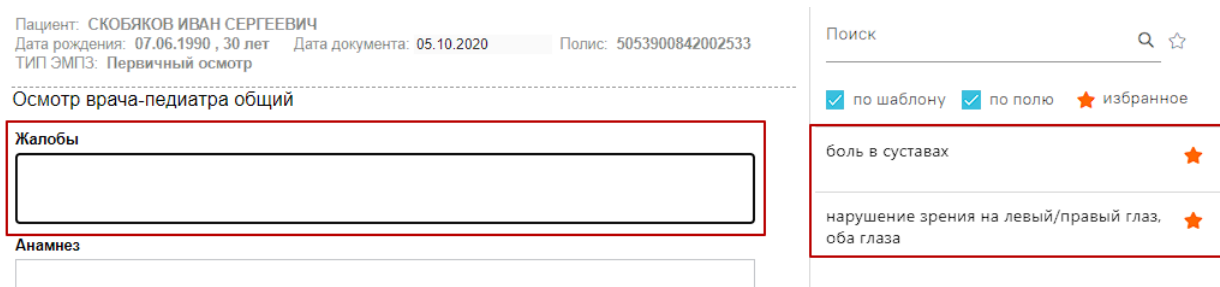 Пациент: СКОБЯКОВ ИВАН СЕРГЕЕВИЧ
Дата рождения: 07.06.1990 , 30 лет Дата документа: 05.10.2020 Полис: 5053900842002533
ТИП ЭМПЗ: Первичный осмотр
Осмотр врача-педиатра общий
Жалобы
Анамнез
Поиск
по шаблону по полю избранное
боль в суставах
нарушение зрения на левый/правый глаз,
оба глаза